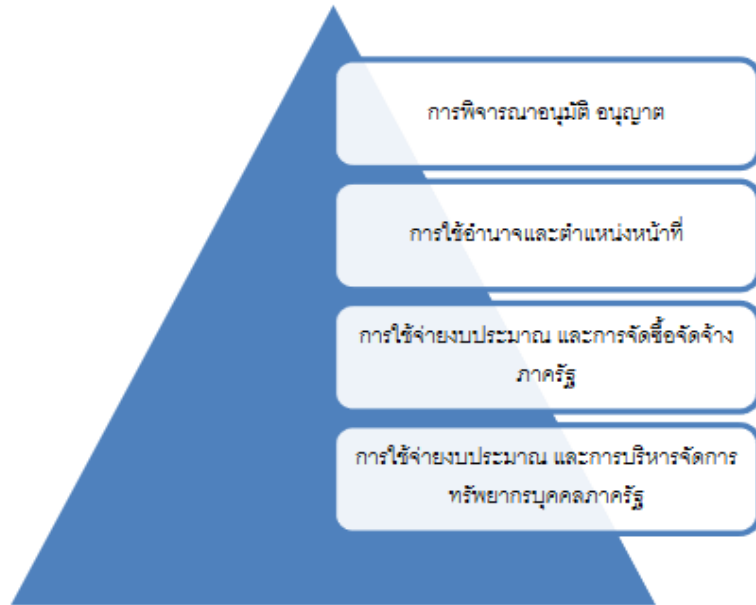 การพิจารณาอนุมัติ อนุญาต
การใช้อำนาจและตำแหน่งหน้าที่
การใช้จ่ายงบประมาณ และการจัดซื้อจัดจ้าง
ภาครัฐ
การใช้จ่ายงบประมาณ และการบริหารจัดการ
ทรัพยากรบุคคลภาครัฐ